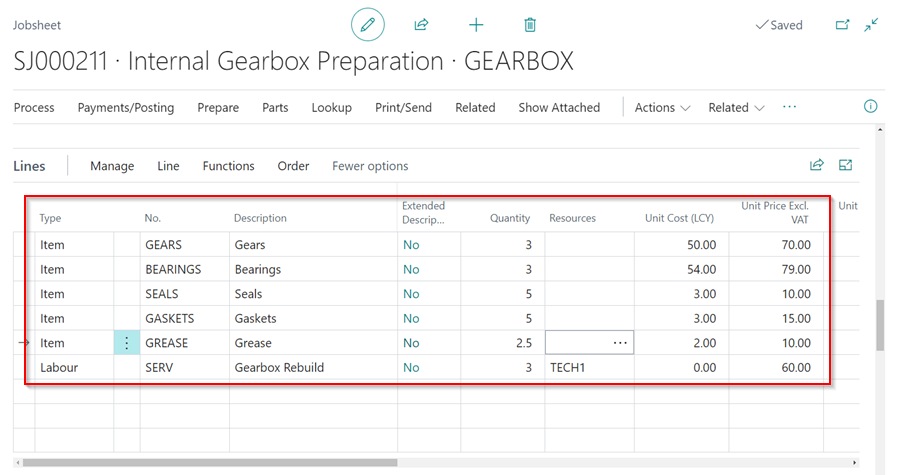 Jobsheet
Saved
SJ000211 · Internal Gearbox Preparation · GEARBOX
Process Payments/Posting Prepare Parts Lookup Print/Send Related Show Attached Actions Related ···
Lines Manage Line Functions Order Fewer options
Type No. Description Extended Descrip... Quantity Resources Unit Cost (LCY) Unit Price Excl. VAT Unit
Item GEARS Gears No 3 50.00 70.00
Item BEARINGS Bearings No 3 54.00 79.00
Item SEALS Seals No 5 3.00 10.00
Item GASKETS Gaskets No 5 3.00 15.00
Item GREASE Grease No 2.5 ··· 2.00 10.00
Labour SERV Gearbox Rebuild No 3 TECH1 0.00 60.00